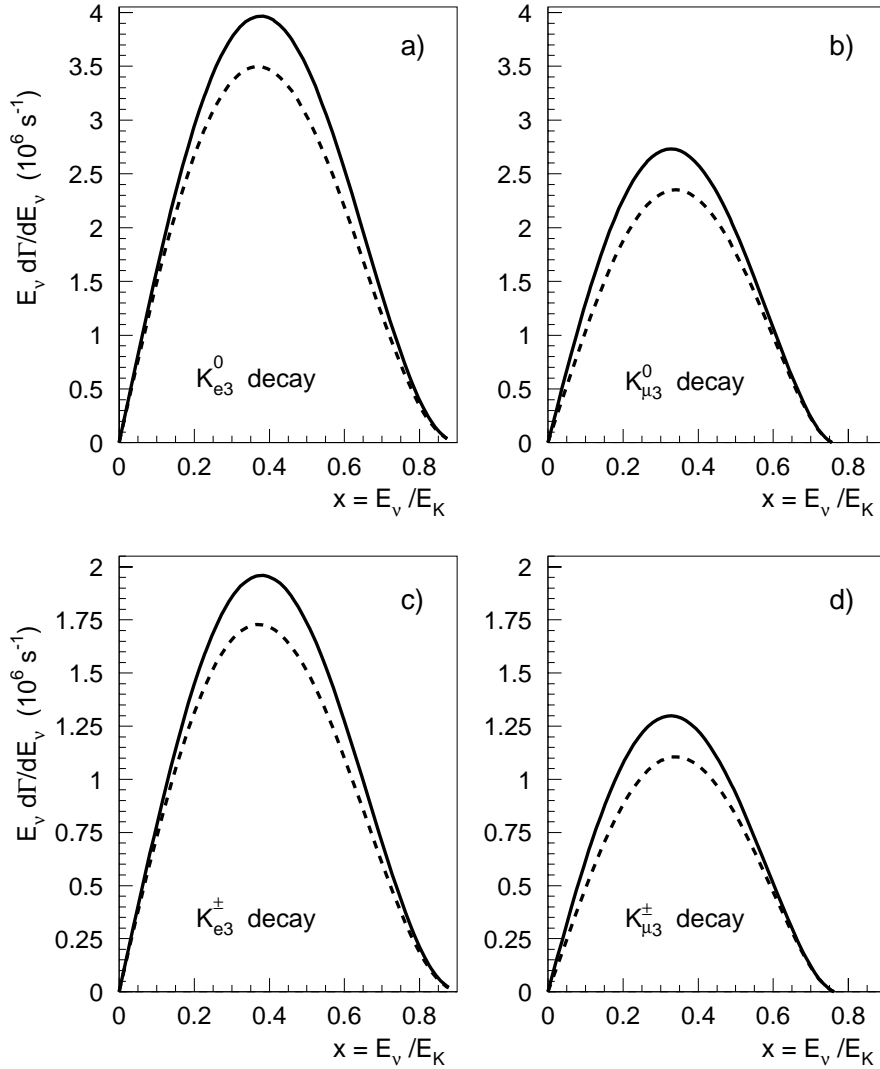 a)
E_ν dΓ/dE_ν (10^6 s^-1)
4
3.5
3
2.5
2
1.5
1
0.5
0
K^0_e3 decay
0 0.2 0.4 0.6 0.8
x = E_ν /E_K
b)
4
3.5
3
2.5
2
1.5
1
0.5
0
K^0_μ3 decay
0 0.2 0.4 0.6 0.8
x = E_ν /E_K
c)
E_ν dΓ/dE_ν (10^6 s^-1)
2
1.75
1.5
1.25
1
0.75
0.5
0.25
0
K^±_e3 decay
0 0.2 0.4 0.6 0.8
x = E_ν /E_K
d)
2
1.75
1.5
1.25
1
0.75
0.5
0.25
0
K^±_μ3 decay
0 0.2 0.4 0.6 0.8
x = E_ν /E_K